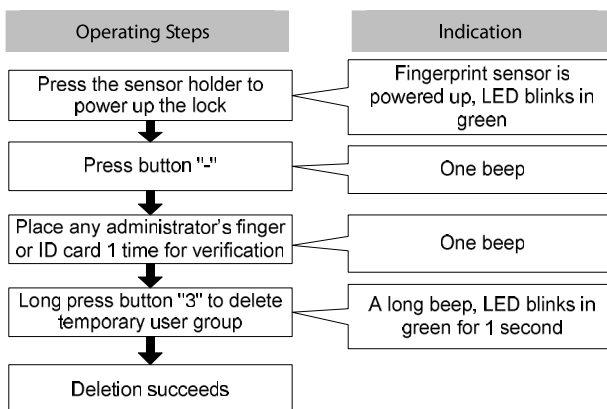 Operating Steps
Indication
Press the sensor holder to
power up the lock
Fingerprint sensor is
powered up, LED blinks in
green
Press button "-"
One beep
Place any administrator's finger
or ID card 1 time for verification
One beep
Long press button "3" to delete
temporary user group
A long beep, LED blinks in
green for 1 second
Deletion succeeds